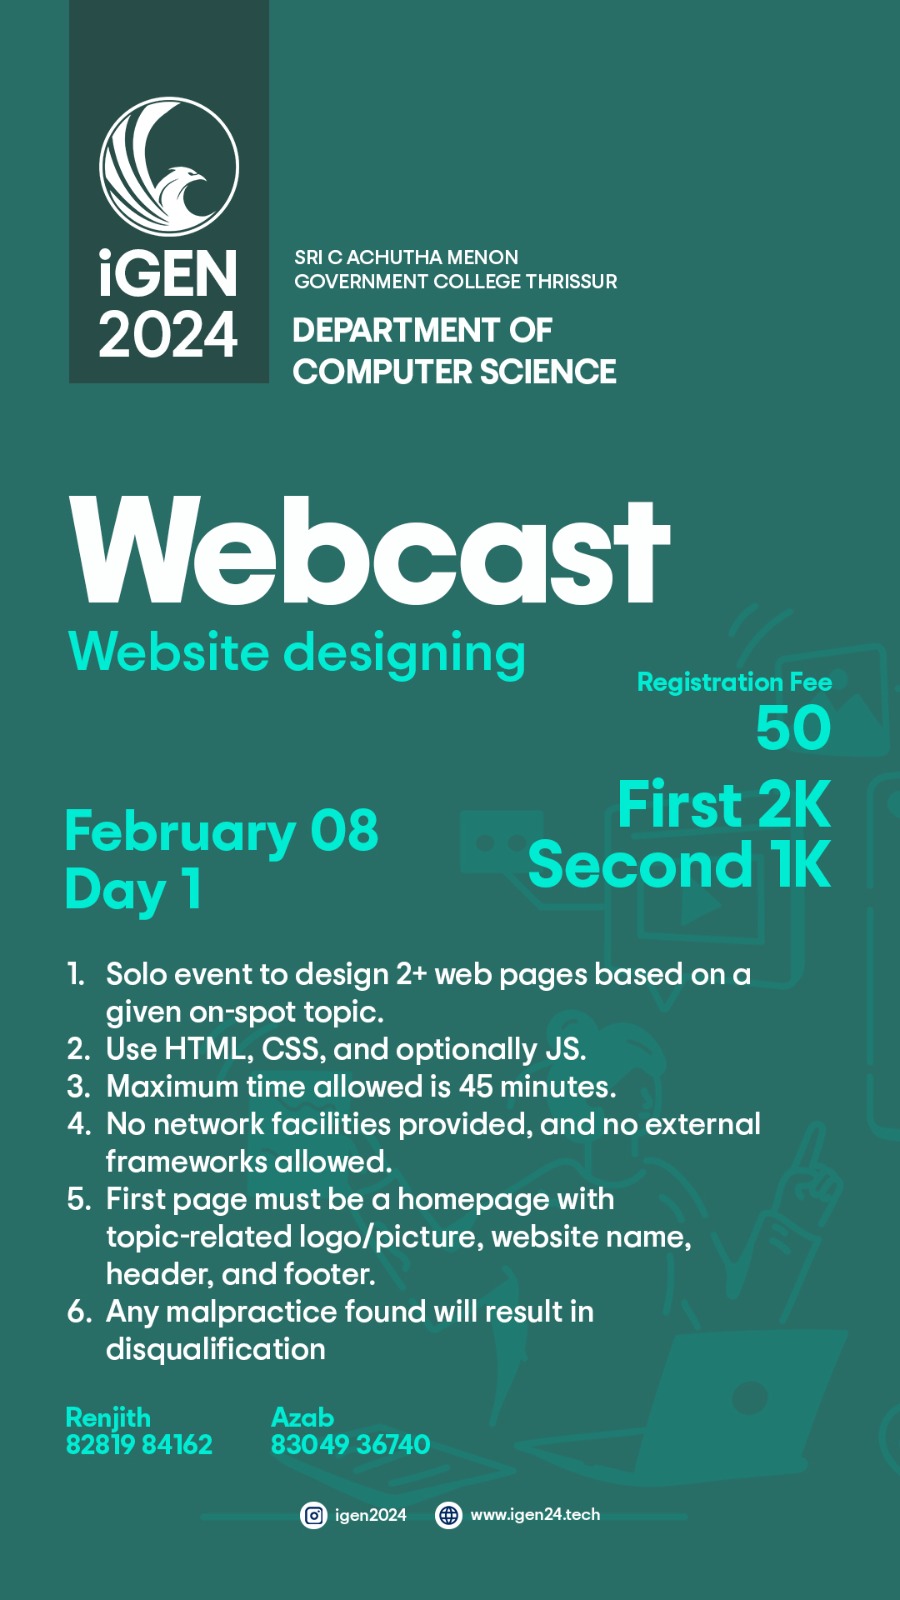 iGEN
2024
SRI C ACHUTHA MENON
GOVERNMENT COLLEGE THRISSUR
DEPARTMENT OF
COMPUTER SCIENCE
Webcast
Website designing
Registration Fee
50
First 2K
Second 1K
February 08
Day 1
1. Solo event to design 2+ web pages based on a
given on-spot topic.
2. Use HTML, CSS, and optionally JS.
3. Maximum time allowed is 45 minutes.
4. No network facilities provided, and no external
frameworks allowed.
5. First page must be a homepage with
topic-related logo/picture, website name,
header, and footer.
6. Any malpractice found will result in
disqualification
Renjith
82819 84162
Azab
83049 36740
igen2024
www.igen24.tech